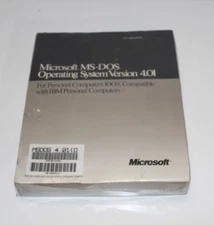 Microsoft MS-DOS
Operating System Version 4.01
For Personal Computers 100% Compatible
with IBM Personal Computers
MSDOS 4.01(1)
Microsoft